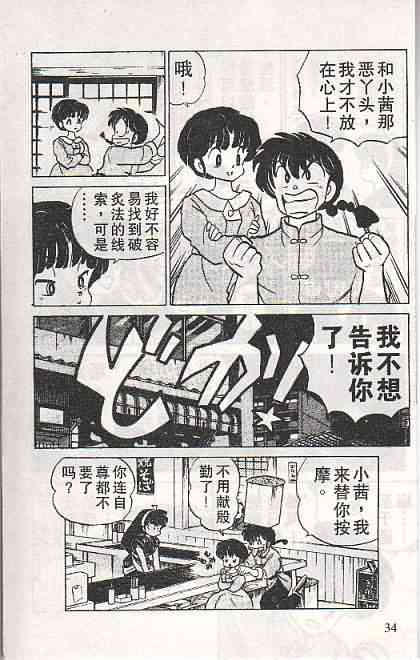 和小茜那
恶丫头，
我才不放
在心上！
哦！
我好不容
易找到破
灸法的线
索，可是
……
我不想
告诉你
了！
小茜，我
来替你按
摩。
不用献殷
勤了！
你连自
尊都不
要了
吗？
34